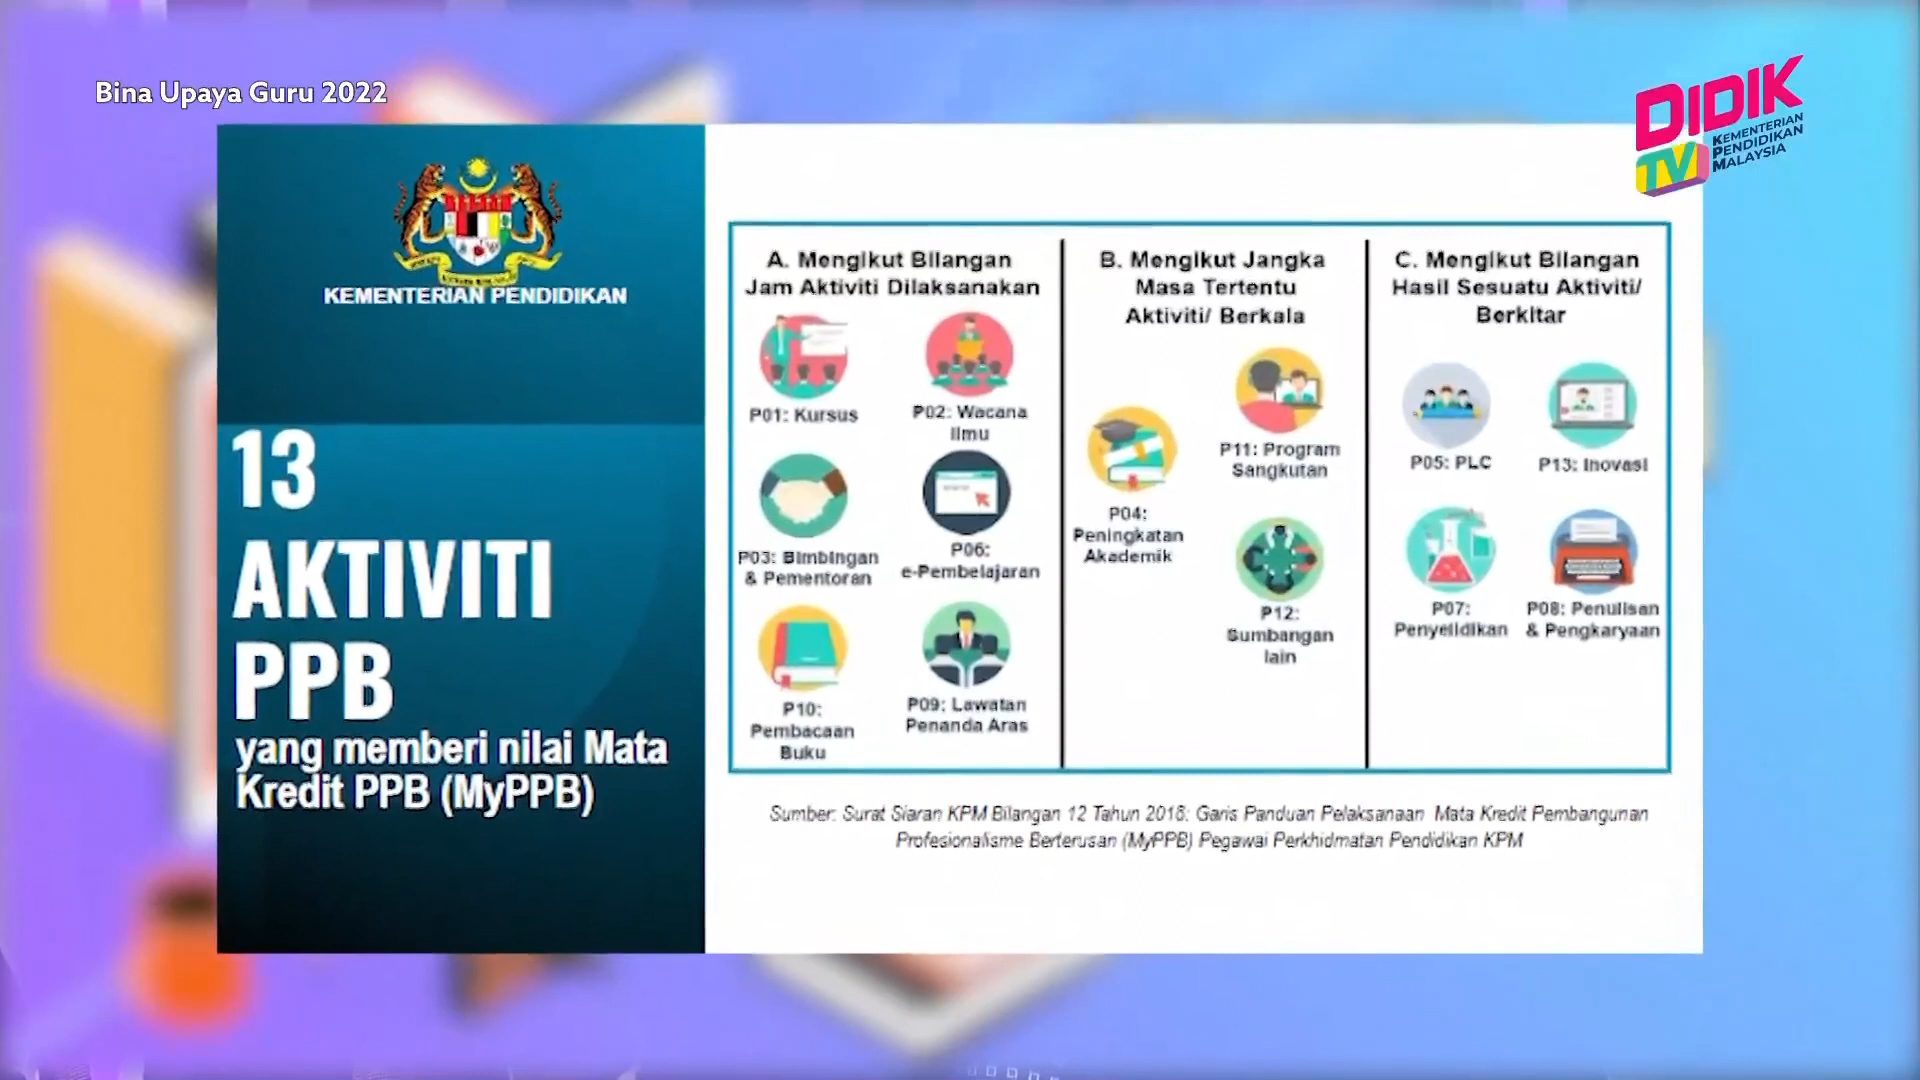 Bina Upaya Guru 2022
DIDIK
TV
KEMENTERIAN
PENDIDIKAN
MALAYSIA
KEMENTERIAN PENDIDIKAN
13
AKTIVITI
PPB
yang memberi nilai Mata
Kredit PPB (MyPPB)
A. Mengikut Bilangan
Jam Aktiviti Dilaksanakan
P01: Kursus
P02: Wacana
Ilmu
P03: Bimbingan
& Pementoran
P06:
e-Pembelajaran
P10:
Pembacaan
Buku
P09: Lawatan
Penanda Aras
B. Mengikut Jangka
Masa Tertentu
Aktiviti/ Berkala
P04:
Peningkatan
Akademik
P11: Program
Sangkutan
P12:
Sumbangan
lain
C. Mengikut Bilangan
Hasil Sesuatu Aktiviti/
Berkitar
P05: PLC
P13: Inovasi
P07:
Penyelidikan
P08: Penulisan
& Pengkaryaan
Sumber: Surat Siaran KPM Bilangan 12 Tahun 2018: Garis Panduan Pelaksanaan Mata Kredit Pembangunan
Profesionalisme Berterusan (MyPPB) Pegawai Perkhidmatan Pendidikan KPM